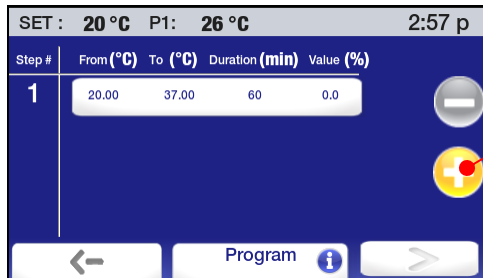 SET : 20 °C P1: 26 °C 2:57 p
Step # From (°C) To (°C) Duration (min) Value (%)
1 20.00 37.00 60 0.0
Program